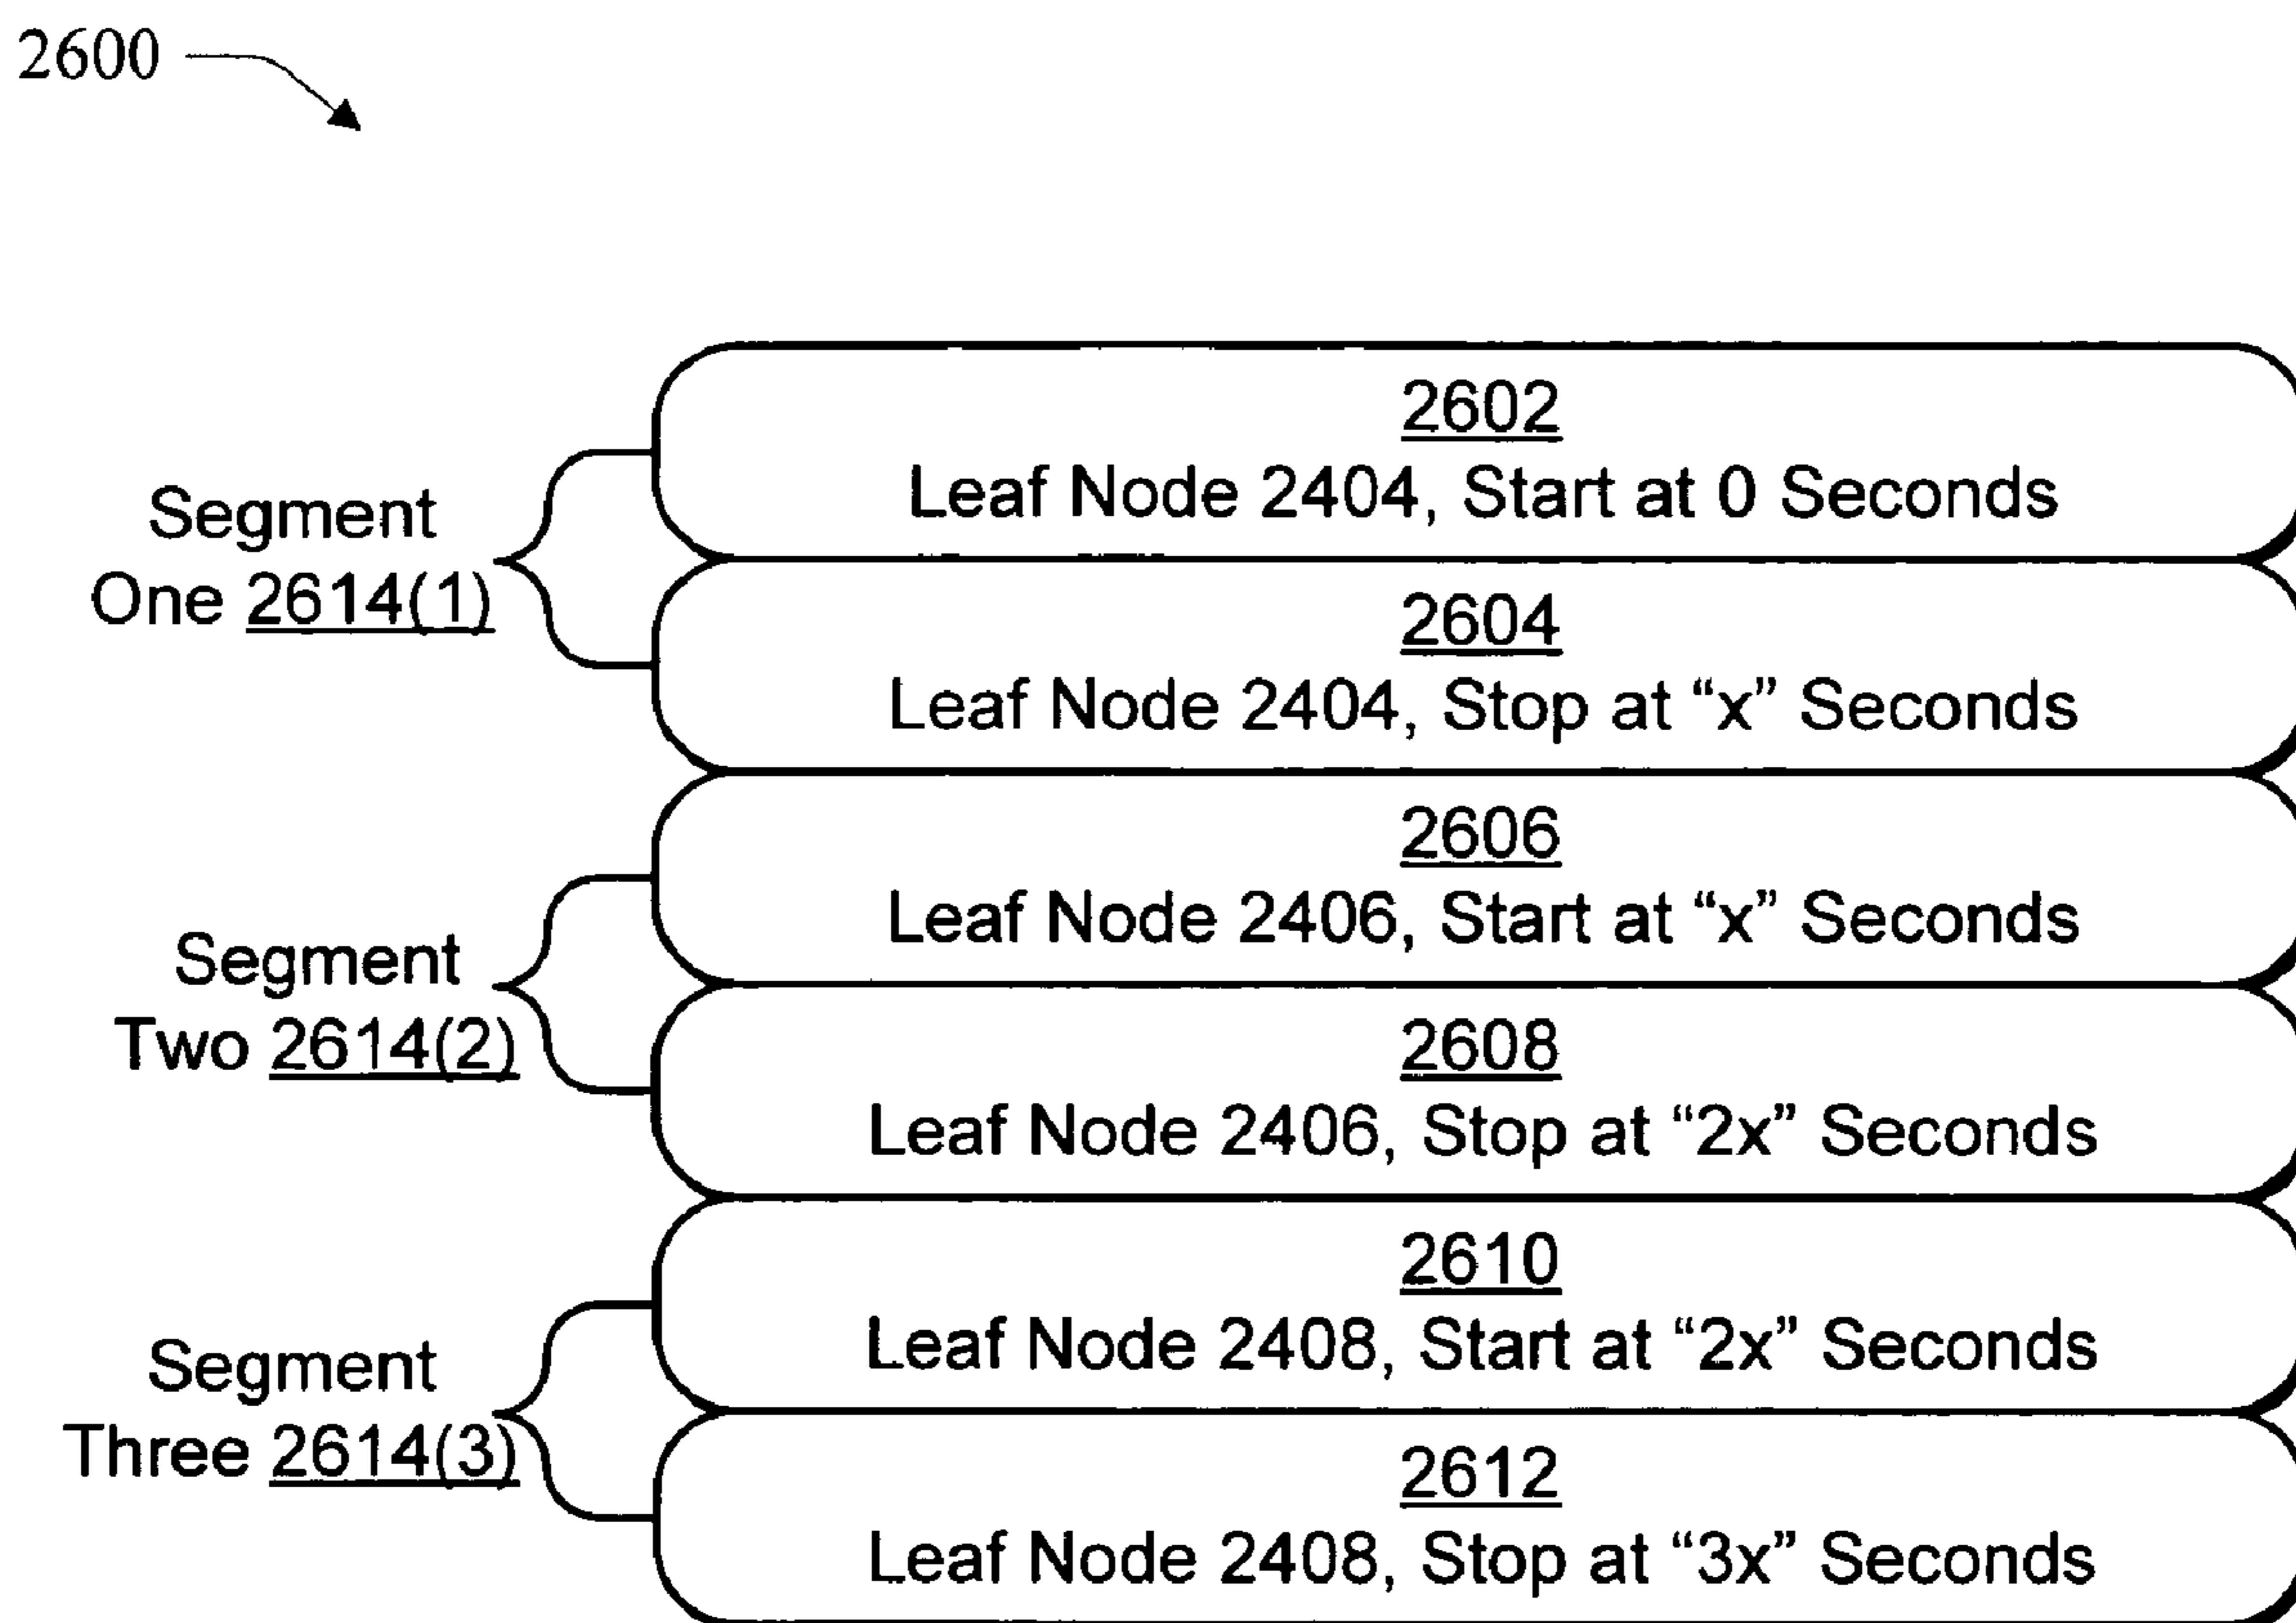 2600
2602
Leaf Node 2404, Start at 0 Seconds
Segment
One 2614(1)
2604
Leaf Node 2404, Stop at “x” Seconds
2606
Leaf Node 2406, Start at “x” Seconds
Segment
Two 2614(2)
2608
Leaf Node 2406, Stop at “2x” Seconds
2610
Leaf Node 2408, Start at “2x” Seconds
Segment
Three 2614(3)
2612
Leaf Node 2408, Stop at “3x” Seconds